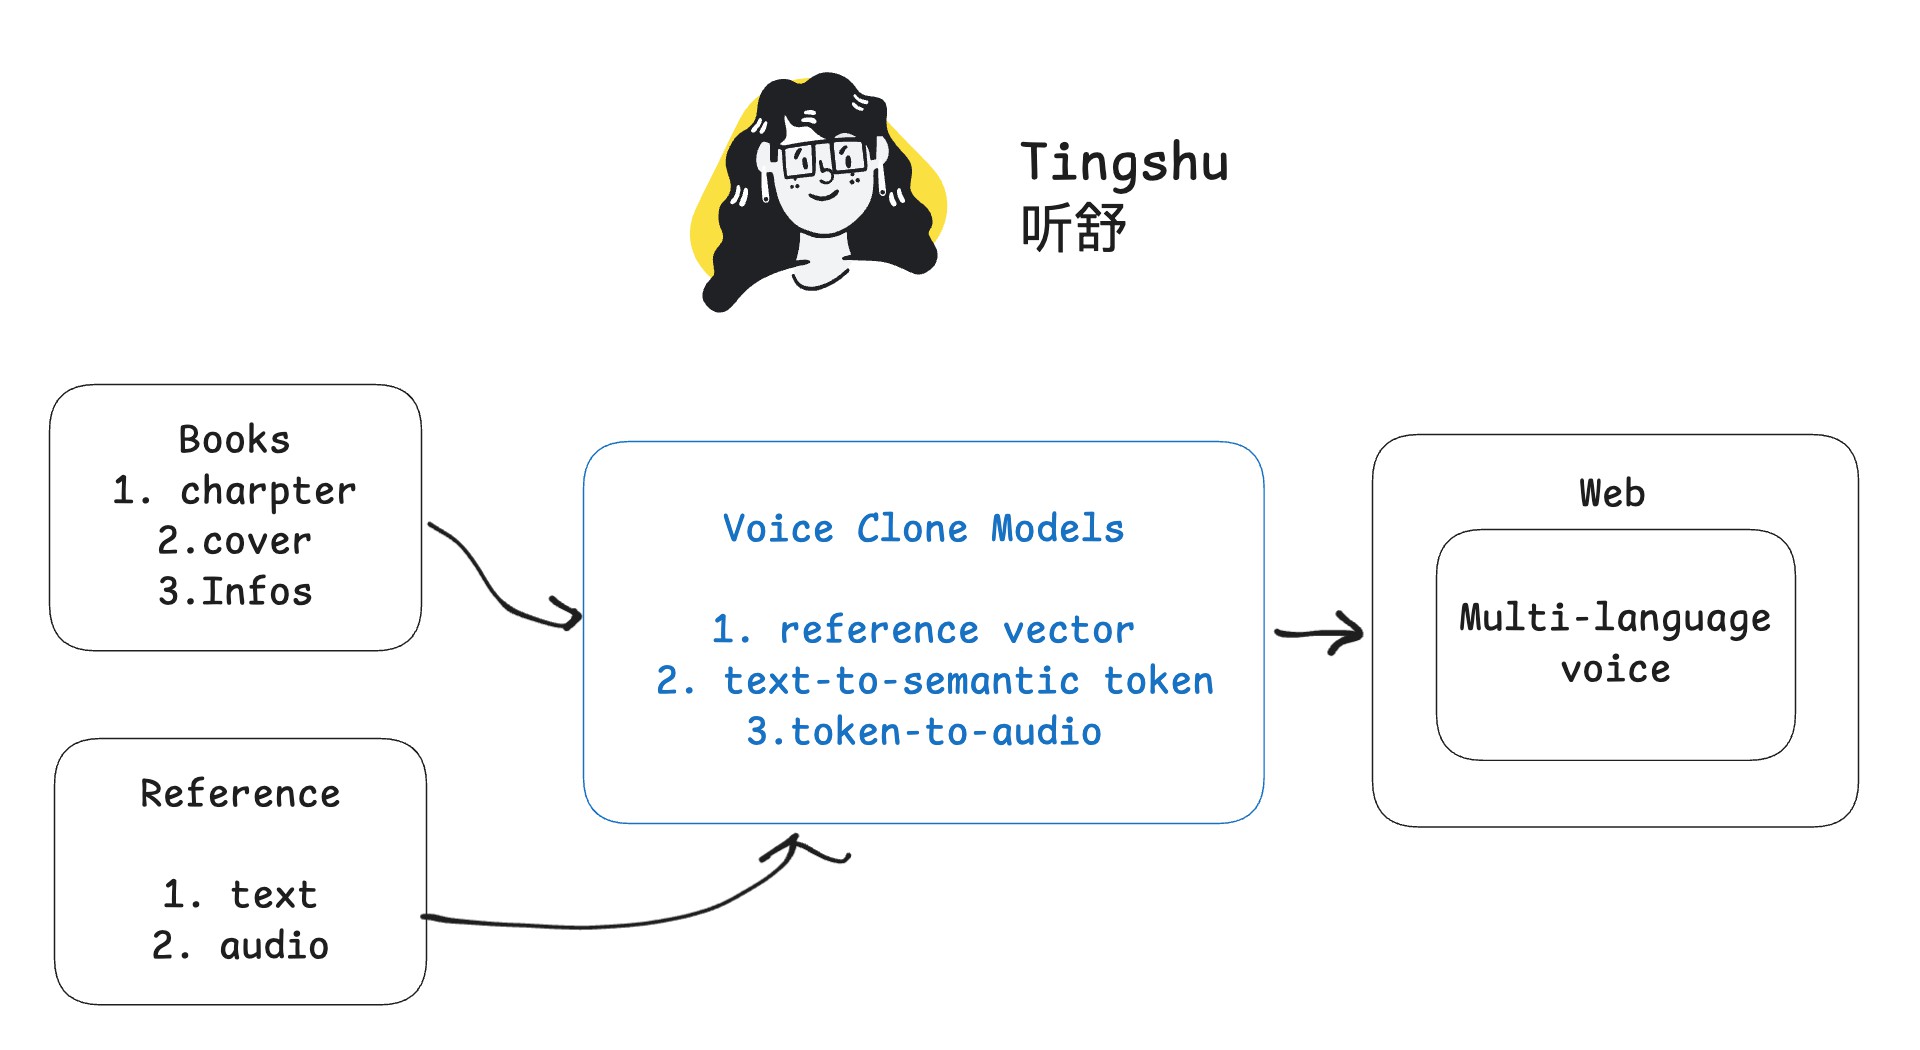 Tingshu
听舒
Books
1. charpter
2.cover
3.Infos
Voice Clone Models
1. reference vector
2. text-to-semantic token
3.token-to-audio
Web
Multi-language
voice
Reference
1. text
2. audio